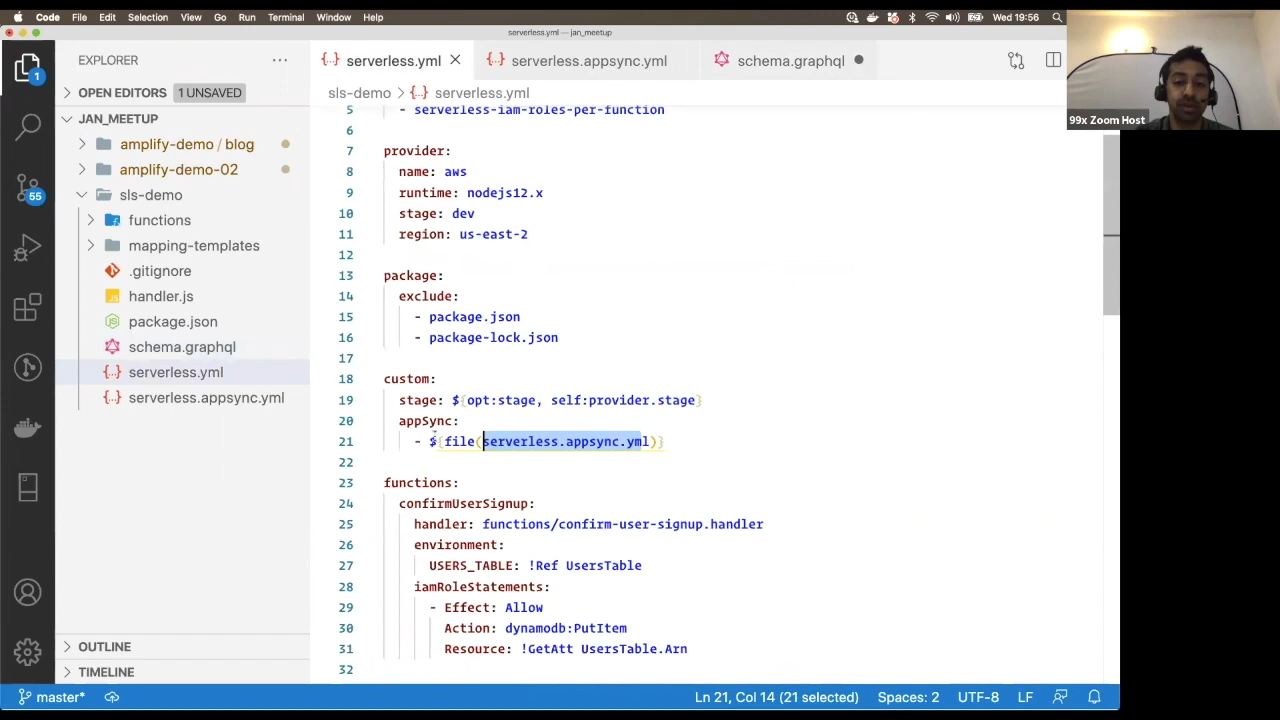 Code File Edit Selection View Go Run Terminal Window Help Wed 19:56
serverless.yml — jan_meetup
EXPLORER
serverless.yml serverless.appsync.yml schema.graphql
OPEN EDITORS 1 UNSAVED
sls-demo > serverless.yml
JAN_MEETUP
amplify-demo / blog
amplify-demo-02
sls-demo
functions
mapping-templates
.gitignore
handler.js
package.json
schema.graphql
serverless.yml
serverless.appsync.yml
OUTLINE
TIMELINE
1
55
5 - serverless-iam-roles-per-function
6
7 provider:
8 name: aws
9 runtime: nodejs12.x
10 stage: dev
11 region: us-east-2
12
13 package:
14 exclude:
15 - package.json
16 - package-lock.json
17
18 custom:
19 stage: ${opt:stage, self:provider.stage}
20 appSync:
21 - ${file(serverless.appsync.yml)}
22
23 functions:
24 confirmUserSignup:
25 handler: functions/confirm-user-signup.handler
26 environment:
27 USERS_TABLE: !Ref UsersTable
28 iamRoleStatements:
29 - Effect: Allow
30 Action: dynamodb:PutItem
31 Resource: !GetAtt UsersTable.Arn
32
99x Zoom Host
master* Ln 21, Col 14 (21 selected) Spaces: 2 UTF-8 LF